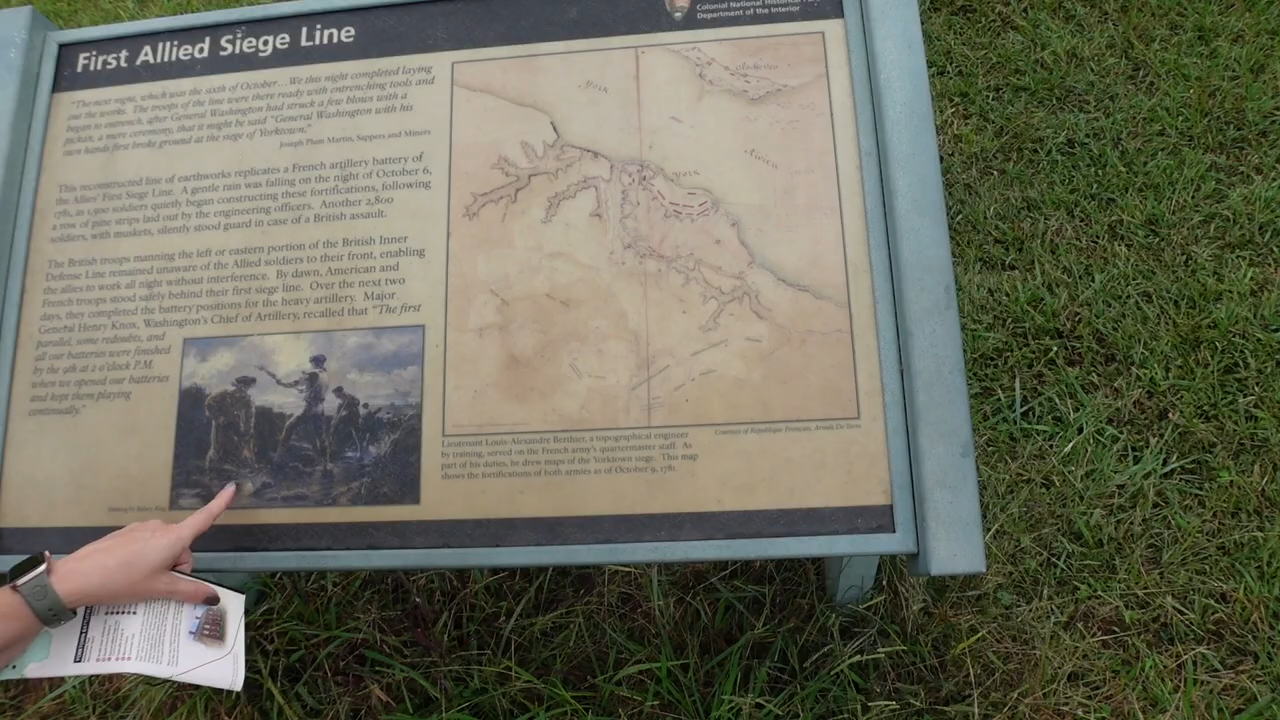 Colonial National Historical Park
Department of the Interior
First Allied Siege Line
"The next night, which was the sixth of October... We this night completed laying
out the works. The troops of the line were there ready with entrenching tools and
began to entrench, after General Washington had struck a few blows with a
pickax, a mere ceremony, that it might be said "General Washington with his
own hands first broke ground at the siege of Yorktown."
Joseph Plum Martin, Sappers and Miners
This reconstructed line of earthworks replicates a French artillery battery of
the Allies' First Siege Line. A gentle rain was falling on the night of October 6,
1781, as 1,500 soldiers quietly began constructing these fortifications, following
a row of pine strips laid out by the engineering officers. Another 2,800
soldiers, with muskets, silently stood guard in case of a British assault.
The British troops manning the left or eastern portion of the British Inner
Defense Line remained unaware of the Allied soldiers to their front, enabling
the allies to work all night without interference. By dawn, American and
French troops stood safely behind their first siege line. Over the next two
days, they completed the battery positions for the heavy artillery. Major
General Henry Knox, Washington's Chief of Artillery, recalled that "The first
parallel, some redoubts, and
all our batteries were finished
by the 9th at 2 o'clock P.M.
when we opened our batteries
and kept them playing
continually."
York
York
River
Lieutenant Louis-Alexandre Berthier, a topographical engineer
by training, served on the French army's quartermaster staff. As
part of his duties, he drew maps of the Yorktown siege. This map
shows the fortifications of both armies as of October 9, 1781.
Courtesy of Republique Français, Armée De Terre